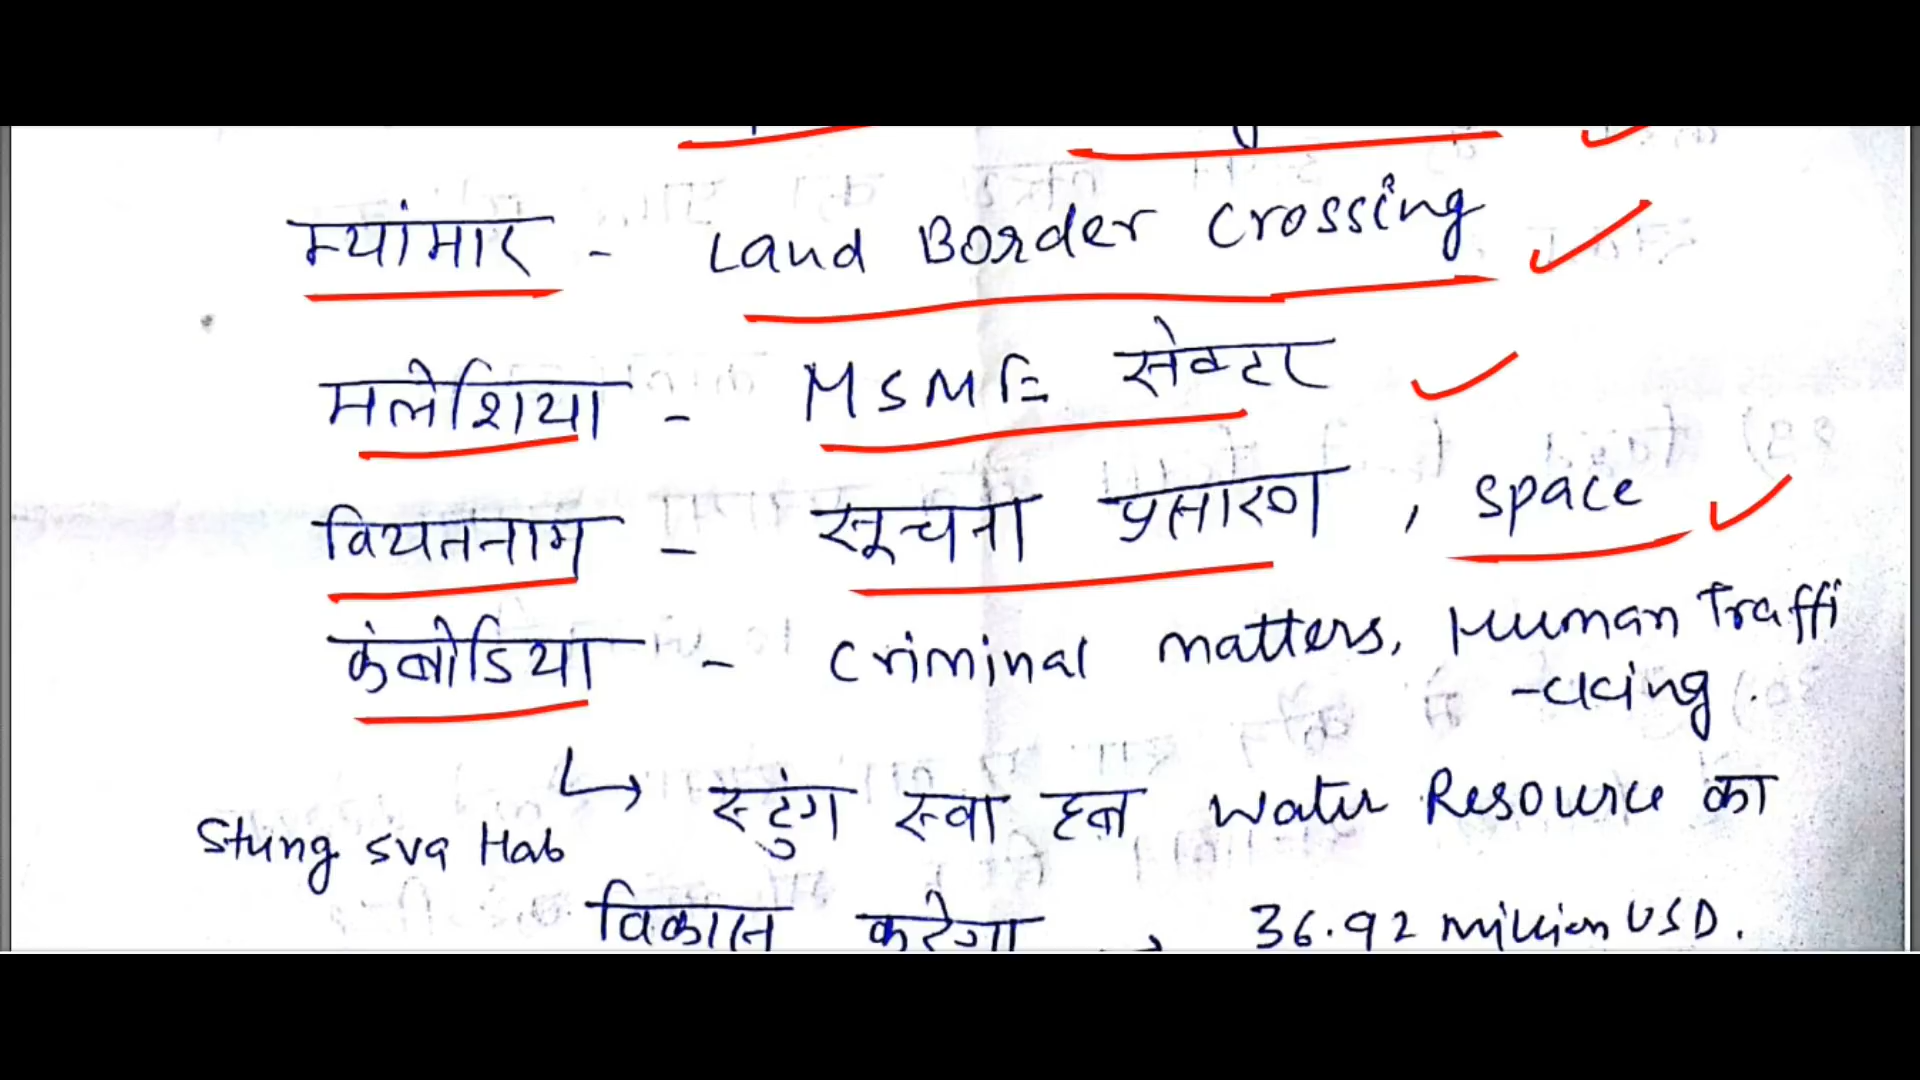 म्यांमार - Land Border Crossing
मलेशिया - MSME सेक्टर
वियतनाम - सूचना प्रसारण , space
कंबोडिया - Criminal matters, Human Traffi
-cking.
↳ स्टुंग स्वा हब Water Resource का
Stung sva Hab
विकास करेगा → 36.92 million USD.